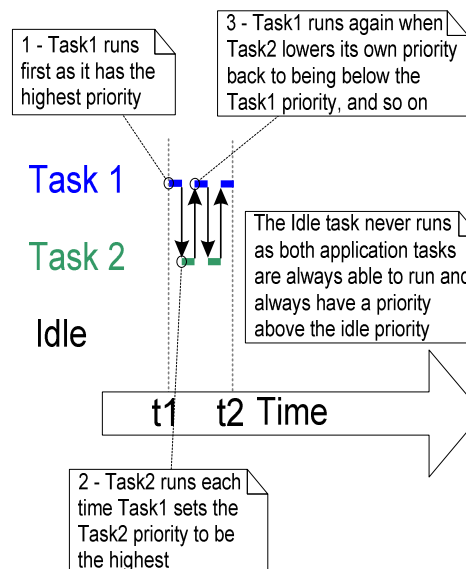 1 - Task1 runs
first as it has the
highest priority
3 - Task1 runs again when
Task2 lowers its own priority
back to being below the
Task1 priority, and so on
Task 1
Task 2
Idle
The Idle task never runs
as both application tasks
are always able to run and
always have a priority
above the idle priority
t1
t2
Time
2 - Task2 runs each
time Task1 sets the
Task2 priority to be
the highest